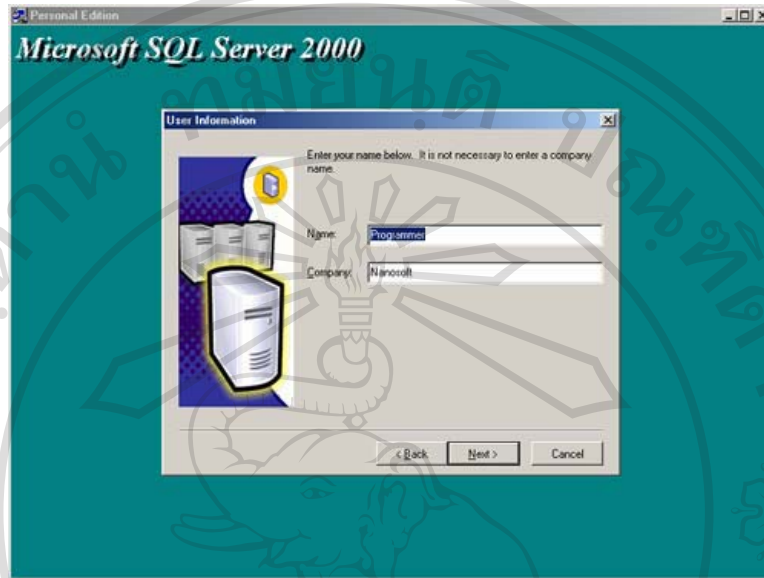 Personal Edition
Microsoft SQL Server 2000
User Information
Enter your name below. It is not necessary to enter a company
name.
Name: Programmer
Company: Nanosoft
< Back Next > Cancel